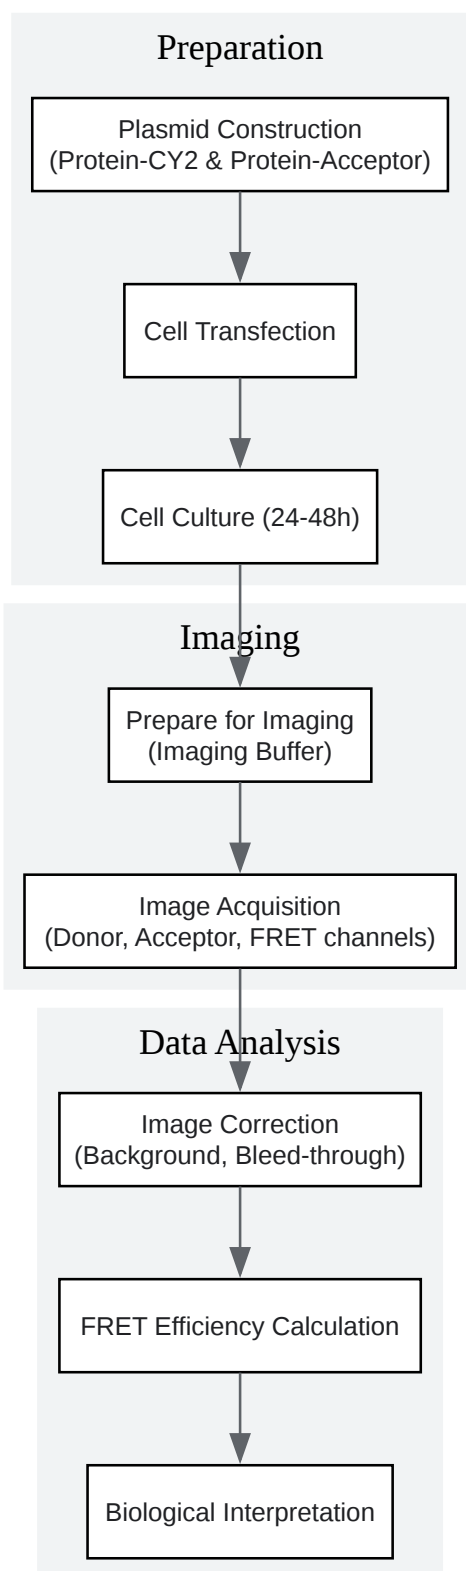 Preparation
Plasmid Construction
(Protein-CY2 & Protein-Acceptor)
Cell Transfection
Cell Culture (24-48h)
Imaging
Prepare for Imaging
(Imaging Buffer)
Image Acquisition
(Donor, Acceptor, FRET channels)
Data Analysis
Image Correction
(Background, Bleed-through)
FRET Efficiency Calculation
Biological Interpretation